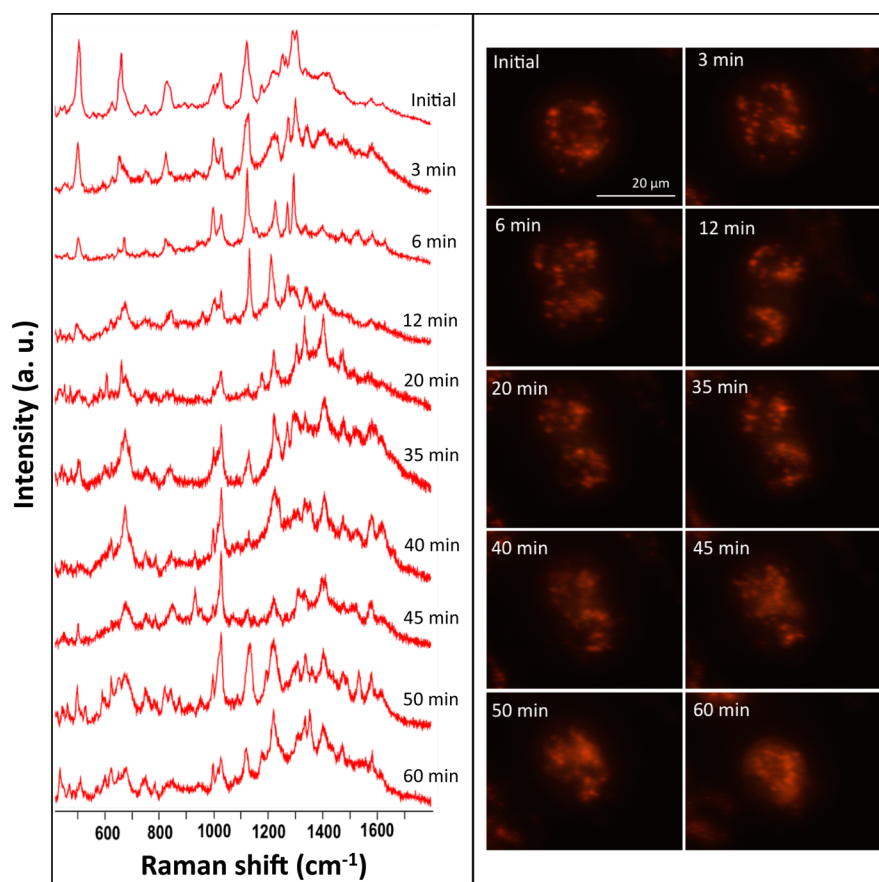 Initial
3 min
6 min
12 min
20 min
35 min
40 min
45 min
50 min
60 min
Intensity (a. u.)
600 800 1000 1200 1400 1600
Raman shift (cm⁻¹)
Initial
3 min
20 µm
6 min
12 min
20 min
35 min
40 min
45 min
50 min
60 min